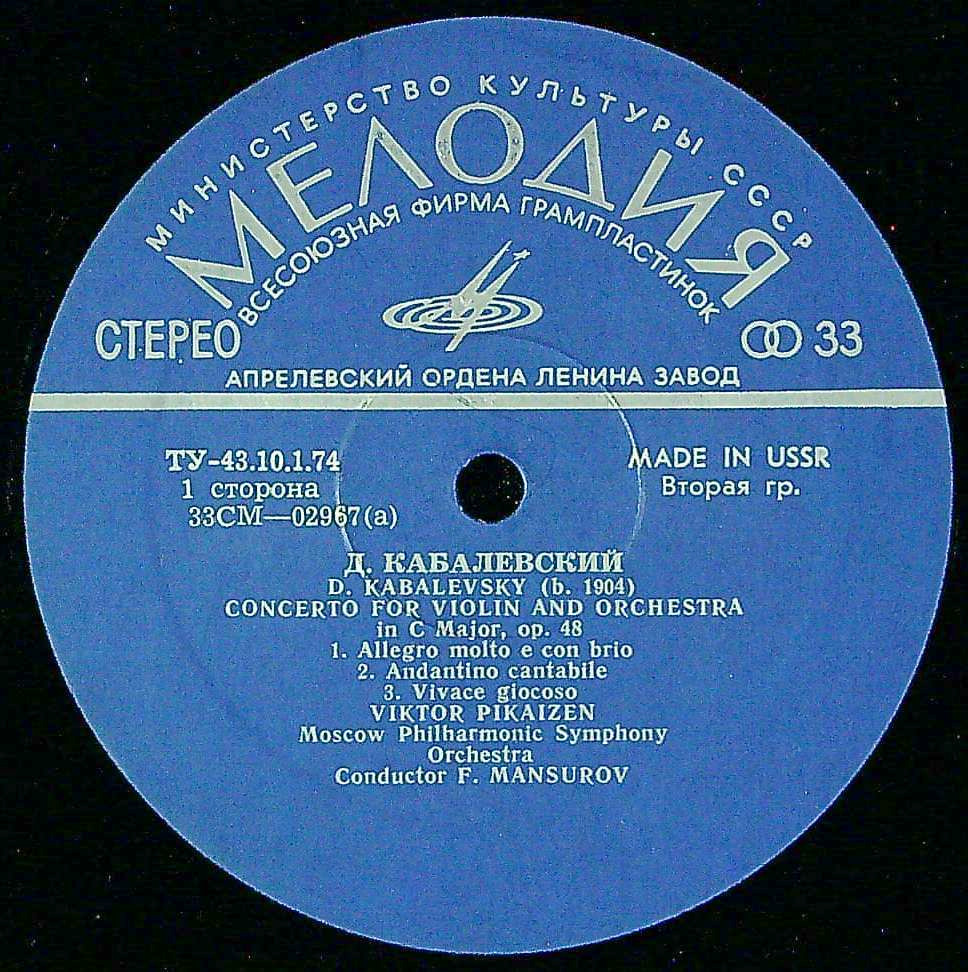 МИНИСТЕРСТВО КУЛЬТУРЫ СССР
МЕЛОДИЯ
ВСЕСОЮЗНАЯ ФИРМА ГРАМПЛАСТИНОК
СТЕРЕО
33
АПРЕЛЕВСКИЙ ОРДЕНА ЛЕНИНА ЗАВОД
ТУ-43.10.1.74
1 сторона
33СМ—02967(а)
MADE IN USSR
Вторая гр.
Д. КАБАЛЕВСКИЙ
D. KABALEVSKY (b. 1904)
CONCERTO FOR VIOLIN AND ORCHESTRA
in C Major, op. 48
1. Allegro molto e con brio
2. Andantino cantabile
3. Vivace giocoso
VIKTOR PIKAIZEN
Moscow Philharmonic Symphony
Orchestra
Conductor F. MANSUROV